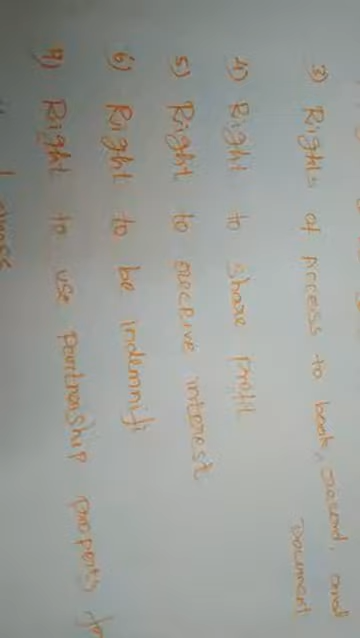 3) Rights of Access to book, record, and
Document
4) Right to share profit
5) Right to receive interest
6) Right to be indemnifi
7) Right to use partnership property